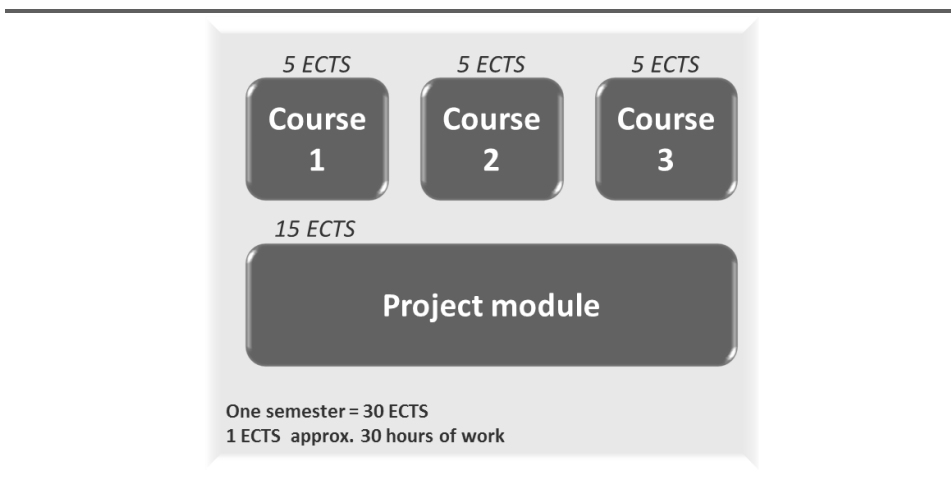 5 ECTS 5 ECTS 5 ECTS
Course Course Course
1 2 3
15 ECTS
Project module
One semester = 30 ECTS
1 ECTS approx. 30 hours of work